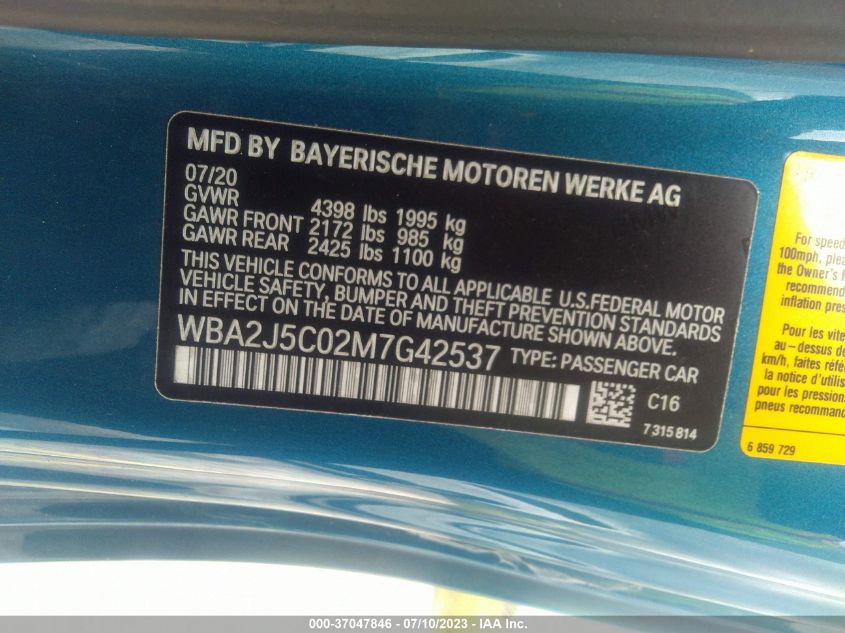 MFD BY BAYERISCHE MOTOREN WERKE AG
07/20
GVWR 4398 lbs 1995 kg
GAWR FRONT 2172 lbs 985 kg
GAWR REAR 2425 lbs 1100 kg
THIS VEHICLE CONFORMS TO ALL APPLICABLE U.S.FEDERAL MOTOR
VEHICLE SAFETY, BUMPER AND THEFT PREVENTION STANDARDS
IN EFFECT ON THE DATE OF MANUFACTURE SHOWN ABOVE.
WBA2J5C02M7G42537 TYPE: PASSENGER CAR
C16
7 315 814
For speed
100mph, plea
the Owner's M
recommend
inflation pres
Pour les vite
au – dessus de
km/h, faites référ
la notice d'utilis
pour les pression
pneus recomman
6 859 729
000-37047846 - 07/10/2023 - IAA Inc.